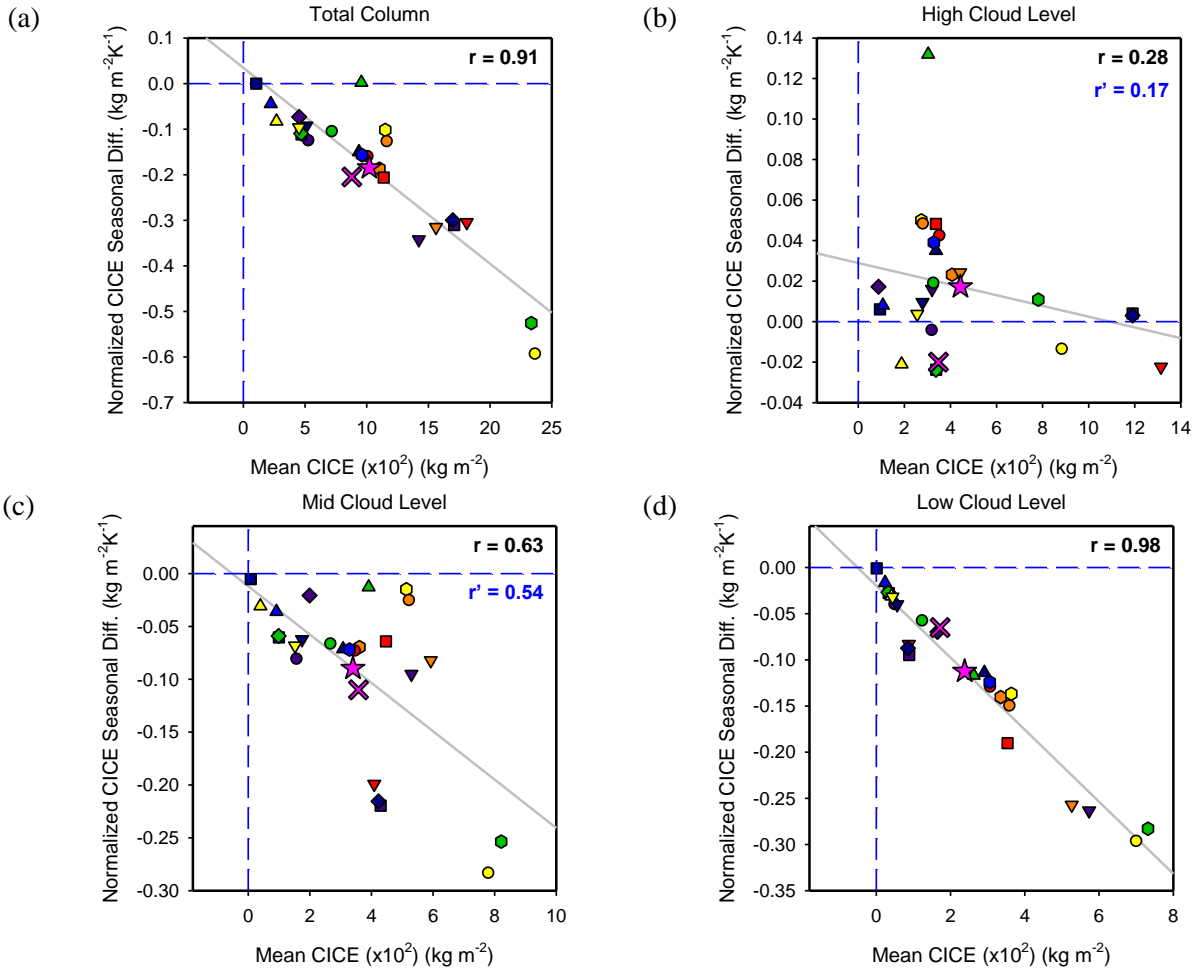 (a)
Total Column
Normalized CICE Seasonal Diff. (kg m⁻²K⁻¹)
0.1
0.0
-0.1
-0.2
-0.3
-0.4
-0.5
-0.6
-0.7
r = 0.91
0 5 10 15 20 25
Mean CICE (x10²) (kg m⁻²)
(b)
High Cloud Level
Normalized CICE Seasonal Diff. (kg m⁻²K⁻¹)
0.14
0.12
0.10
0.08
0.06
0.04
0.02
0.00
-0.02
-0.04
r = 0.28
r' = 0.17
0 2 4 6 8 10 12 14
Mean CICE (x10²) (kg m⁻²)
(c)
Mid Cloud Level
Normalized CICE Seasonal Diff. (kg m⁻²K⁻¹)
0.00
-0.05
-0.10
-0.15
-0.20
-0.25
-0.30
r = 0.63
r' = 0.54
0 2 4 6 8 10
Mean CICE (x10²) (kg m⁻²)
(d)
Low Cloud Level
Normalized CICE Seasonal Diff. (kg m⁻²K⁻¹)
0.00
-0.05
-0.10
-0.15
-0.20
-0.25
-0.30
-0.35
r = 0.98
0 2 4 6 8
Mean CICE (x10²) (kg m⁻²)